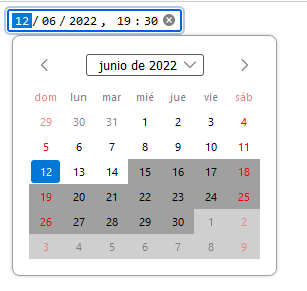 12/06/2022, 19:30
junio de 2022
dom lun mar mié jue vie sáb
29 30 31 1 2 3 4
5 6 7 8 9 10 11
12 13 14 15 16 17 18
19 20 21 22 23 24 25
26 27 28 29 30 1 2
3 4 5 6 7 8 9